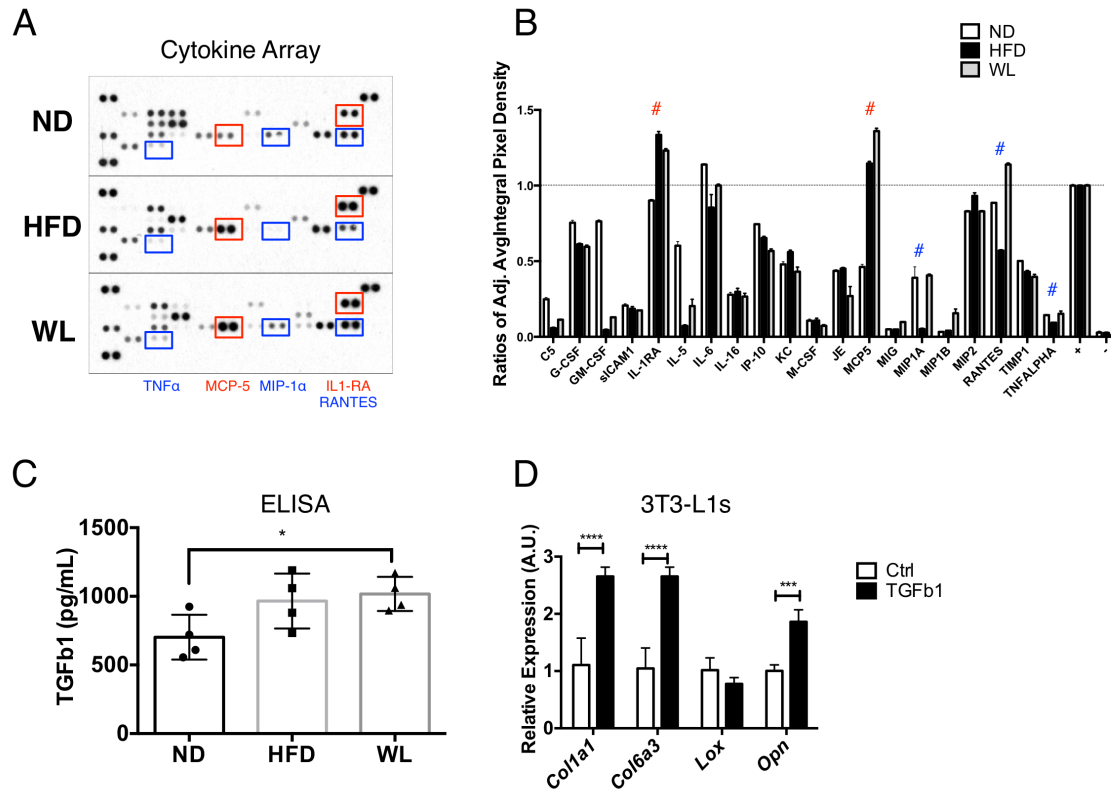 A
Cytokine Array
ND
HFD
WL
TNFα
MCP-5
MIP-1α
IL1-RA
RANTES
B
ND
HFD
WL
Ratios of Adj. AvgIntegral Pixel Density
1.5
1.0
0.5
0.0
#
#
#
#
#
C5
G-CSF
GM-CSF
sICAM1
IL-1RA
IL-5
IL-6
IL-16
IP-10
KC
M-CSF
JE
MCP5
MIG
MIP1A
MIP1B
MIP2
RANTES
TIMP1
TNFALPHA
+
-
C
ELISA
TGFb1 (pg/mL)
1500
1000
500
0
*
ND
HFD
WL
D
3T3-L1s
Relative Expression (A.U.)
3
2
1
0
****
****
***
Ctrl
TGFb1
Col1a1
Col6a3
Lox
Opn